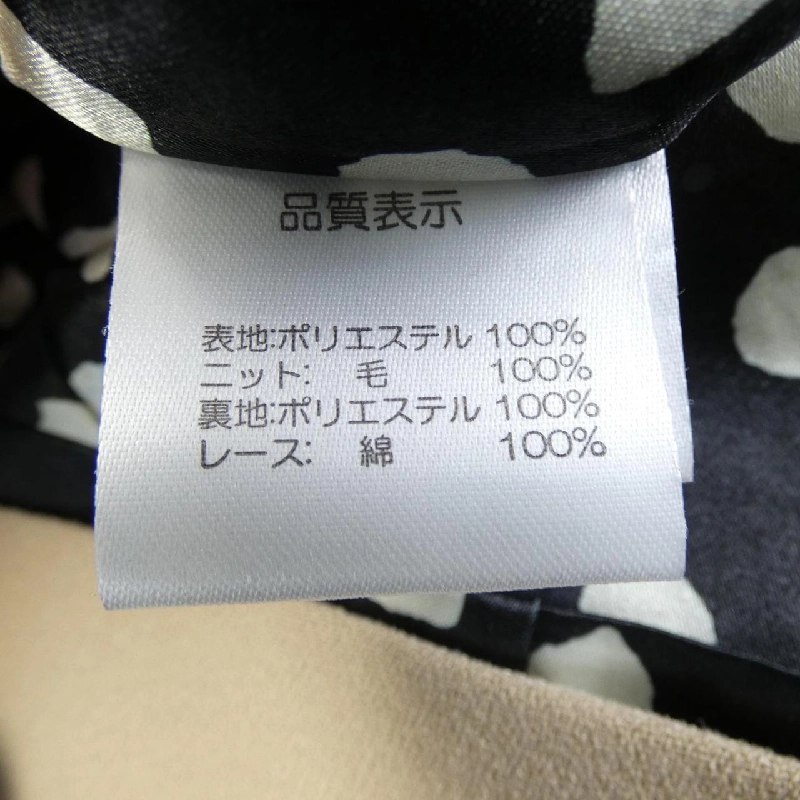 品質表示
表地:ポリエステル 100%
ニット: 毛 100%
裏地:ポリエステル 100%
レース: 綿 100%